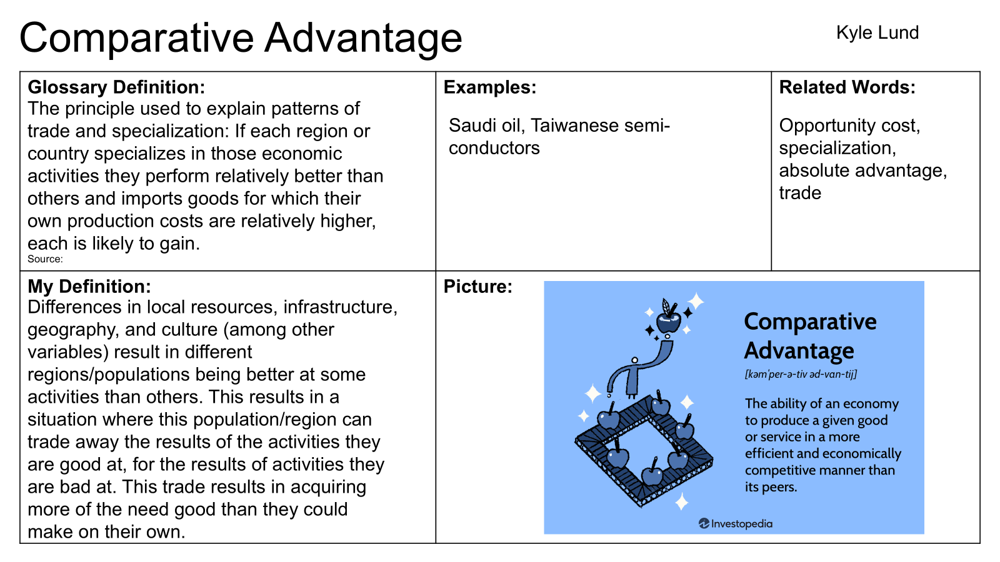 Comparative Advantage
Kyle Lund
Glossary Definition:
The principle used to explain patterns of
trade and specialization: If each region or
country specializes in those economic
activities they perform relatively better than
others and imports goods for which their
own production costs are relatively higher,
each is likely to gain.
Source:
Examples:
Saudi oil, Taiwanese semi-
conductors
Related Words:
Opportunity cost,
specialization,
absolute advantage,
trade
My Definition:
Differences in local resources, infrastructure,
geography, and culture (among other
variables) result in different
regions/populations being better at some
activities than others. This results in a
situation where this population/region can
trade away the results of the activities they
are good at, for the results of activities they
are bad at. This trade results in acquiring
more of the need good than they could
make on their own.
Picture:
Comparative
Advantage
[kəm'per-ə-tiv əd-van-tij]
The ability of an economy
to produce a given good
or service in a more
efficient and economically
competitive manner than
its peers.
Investopedia